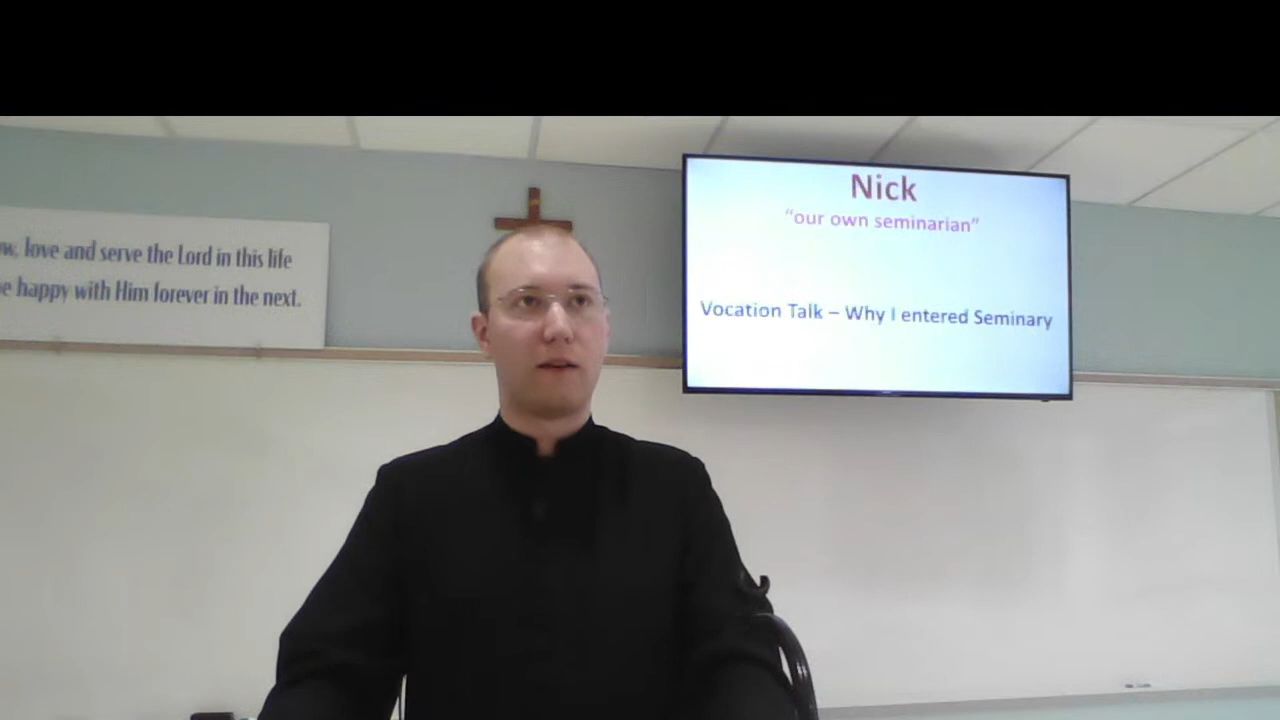 love and serve the Lord in this life
happy with Him forever in the next.
Nick
“our own seminarian”
Vocation Talk – Why I entered Seminary